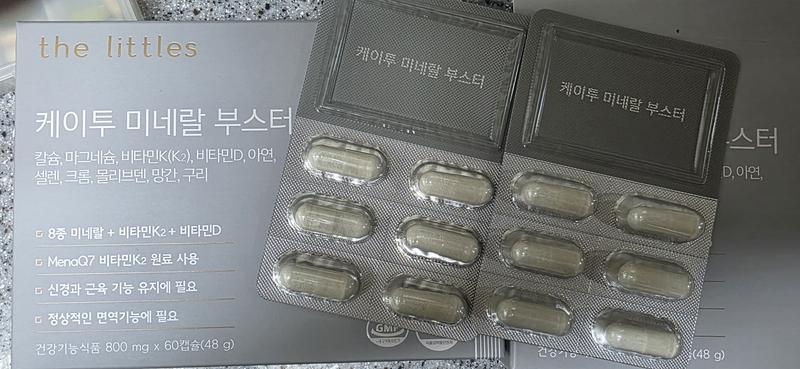 the littles
케이투 미네랄 부스터
칼슘, 마그네슘, 비타민K(K2), 비타민D, 아연,
셀렌, 크롬, 몰리브덴, 망간, 구리
8종 미네랄 + 비타민K2 + 비타민D
MenaQ7 비타민K2 원료 사용
신경과 근육 기능 유지에 필요
정상적인 면역기능에 필요
건강기능식품 800 mg x 60캡슐(48 g)
GMP
케이투 미네랄 부스터
케이투 미네랄 부스터
스터
D, 아연,
건강기능
(48 g)